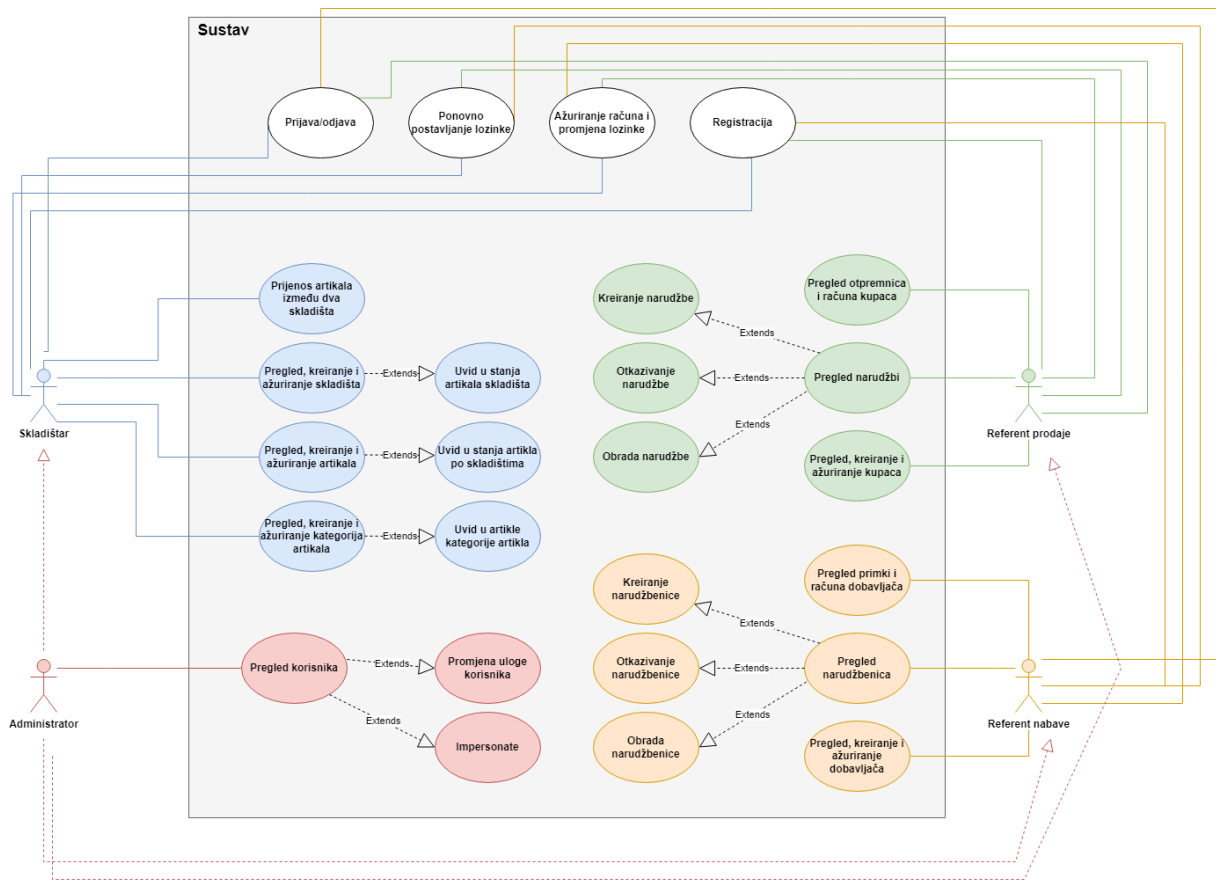 Sustav
Prijava/odjava
Ponovno
postavljanje lozinke
Ažuriranje računa i
promjena lozinke
Registracija
Prijenos artikala
između dva
skladišta
Kreiranje narudžbe
Pregled otpremnica
i računa kupaca
Extends
Pregled, kreiranje i
ažuriranje skladišta
Extends
Uvid u stanja
artikala skladišta
Otkazivanje
narudžbe
Extends
Pregled narudžbi
Skladištar
Referent prodaje
Extends
Pregled, kreiranje i
ažuriranje artikala
Extends
Uvid u stanja artikla
po skladištima
Obrada narudžbe
Pregled, kreiranje i
ažuriranje kupaca
Pregled, kreiranje i
ažuriranje kategorija
artikala
Extends
Uvid u artikle
kategorije artikla
Kreiranje
narudžbenice
Pregled primki i
računa dobavljača
Extends
Pregled korisnika
Extends
Promjena uloge
korisnika
Otkazivanje
narudžbenice
Extends
Pregled
narudžbenica
Administrator
Referent nabave
Extends
Extends
Impersonate
Obrada
narudžbenice
Pregled, kreiranje i
ažuriranje
dobavljača